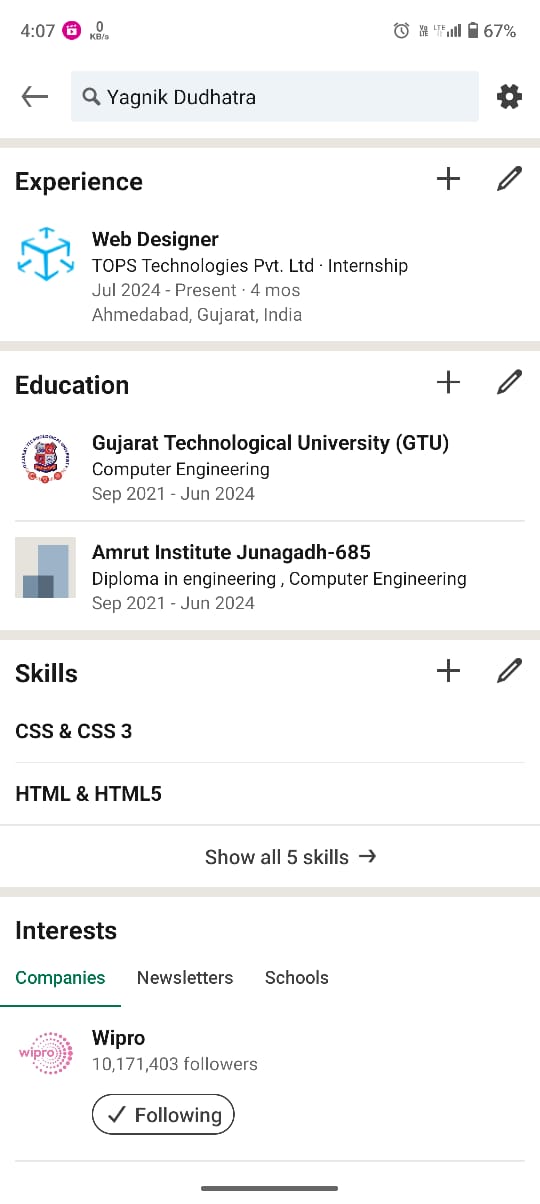 4:07 0 KB/s Vo LTE LTE 67%
Yagnik Dudhatra
Experience
Web Designer
TOPS Technologies Pvt. Ltd · Internship
Jul 2024 - Present · 4 mos
Ahmedabad, Gujarat, India
Education
Gujarat Technological University (GTU)
Computer Engineering
Sep 2021 - Jun 2024
Amrut Institute Junagadh-685
Diploma in engineering , Computer Engineering
Sep 2021 - Jun 2024
Skills
CSS & CSS 3
HTML & HTML5
Show all 5 skills →
Interests
Companies Newsletters Schools
wipro
Wipro
10,171,403 followers
✓ Following